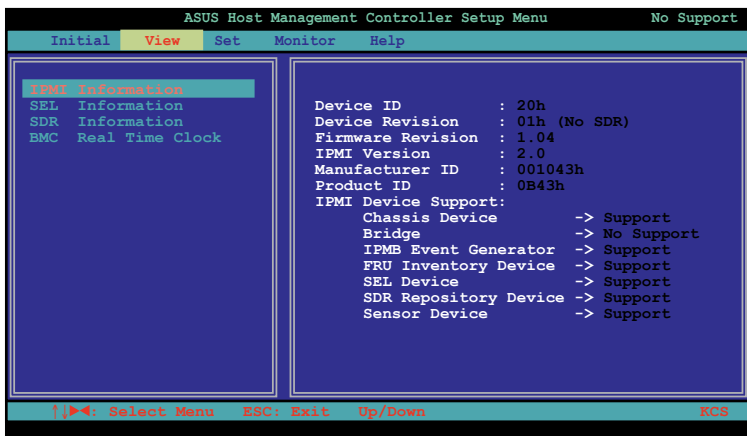 ASUS Host Management Controller Setup Menu No Support
Initial View Set Monitor Help
IPMI Information
SEL Information
SDR Information
BMC Real Time Clock
Device ID : 20h
Device Revision : 01h (No SDR)
Firmware Revision : 1.04
IPMI Version : 2.0
Manufacturer ID : 001043h
Product ID : 0B43h
IPMI Device Support:
Chassis Device -> Support
Bridge -> No Support
IPMB Event Generator -> Support
FRU Inventory Device -> Support
SEL Device -> Support
SDR Repository Device -> Support
Sensor Device -> Support
↑↓►◄: Select Menu ESC: Exit Up/Down KCS